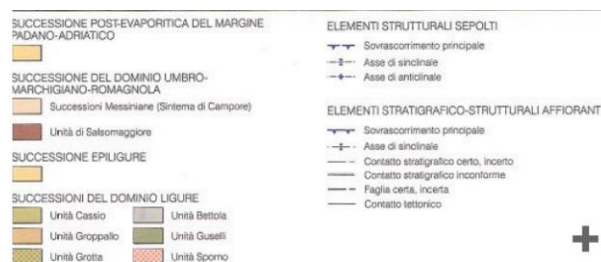 SUCCESSIONE POST-EVAPORITICA DEL MARGINE
PADANO-ADRIATICO
SUCCESSIONE DEL DOMINIO UMBRO-
MARCHIGIANO-ROMAGNOLA
Successioni Messiniane (Sintema di Campore)
Unità di Salsomaggiore
SUCCESSIONE EPILIGURE
SUCCESSIONI DEL DOMINIO LIGURE
Unità Cassio
Unità Bettola
Unità Groppallo
Unità Guselli
Unità Grotta
Unità Sporno
ELEMENTI STRUTTURALI SEPOLTI
Sovrascorrimento principale
Asse di sinclinale
Asse di anticlinale
ELEMENTI STRATIGRAFICO-STRUTTURALI AFFIORANT
Sovrascorrimento principale
Asse di sinclinale
Contatto stratigrafico certo, incerto
Contatto stratigrafico inconforme
Faglia certa, incerta
Contatto tettonico